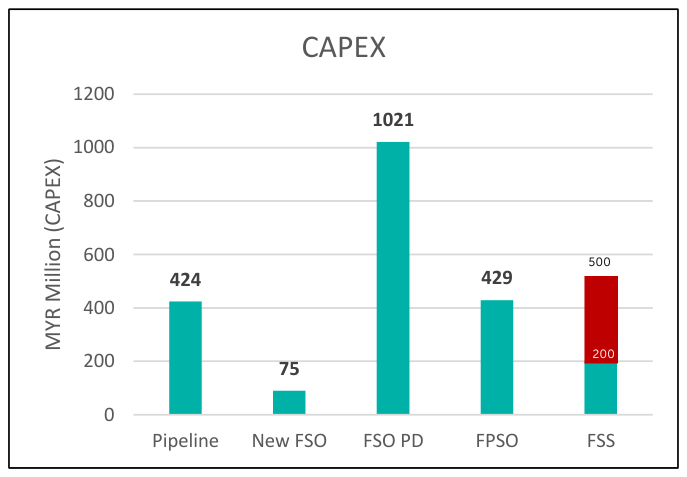 CAPEX
MYR Million (CAPEX)
1200
1000
800
600
400
200
0
424
75
1021
429
500
200
Pipeline
New FSO
FSO PD
FPSO
FSS